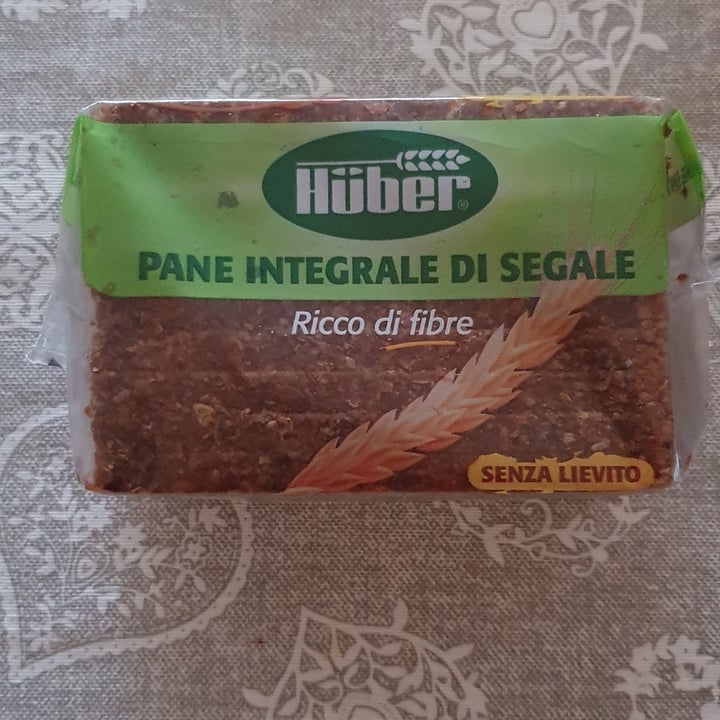 Hüber®
PANE INTEGRALE DI SEGALE
Ricco di fibre
SENZA LIEVITO